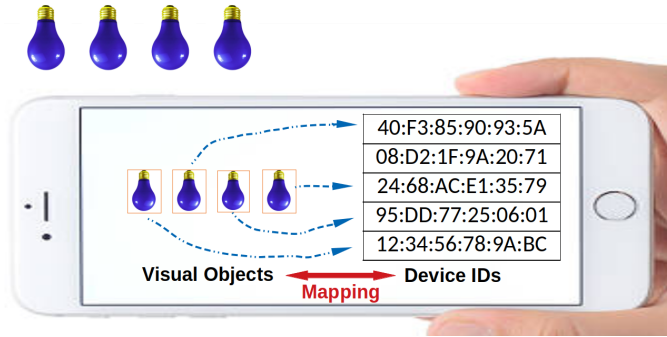 40:F3:85:90:93:5A
08:D2:1F:9A:20:71
24:68:AC:E1:35:79
95:DD:77:25:06:01
12:34:56:78:9A:BC
Visual Objects Device IDs
Mapping